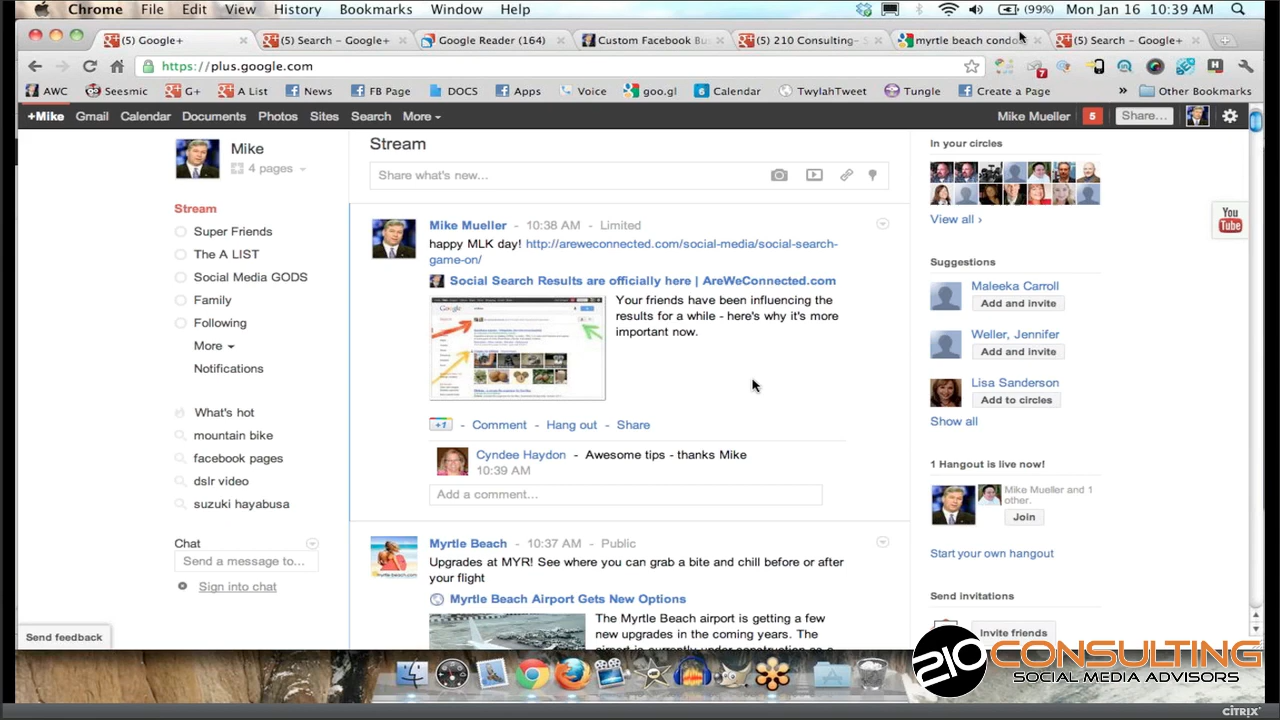 Chrome File Edit View History Bookmarks Window Help (99%) Mon Jan 16 10:39 AM
(5) Google+ × (5) Search – Google+ × Google Reader (144) × Custom Facebook Bus × (5) 210 Consulting- S × myrtle beach condo × (5) Search – Google+ ×
https://plus.google.com 7
AWC Seesmic G+ A List News FB Page DOCS Apps Voice goo.gl 6 Calendar TwylahTweet Tungle Create a Page » Other Bookmarks
+Mike Gmail Calendar Documents Photos Sites Search More Mike Mueller 5 Share...
Mike
4 pages
Stream
Super Friends
The A LIST
Social Media GODS
Family
Following
More
Notifications
What's hot
mountain bike
facebook pages
dslr video
suzuki hayabusa
Chat
Send a message to...
Sign into chat
Send feedback
Stream
Share what's new...
Mike Mueller - 10:38 AM - Limited
happy MLK day! http://areweconnected.com/social-media/social-search-
game-on/
Social Search Results are officially here | AreWeConnected.com
Your friends have been influencing the
results for a while - here's why it's more
important now.
+1 - Comment - Hang out - Share
Cyndee Haydon - Awesome tips - thanks Mike
10:39 AM
Add a comment...
Myrtle Beach - 10:37 AM - Public
Upgrades at MYR! See where you can grab a bite and chill before or after
your flight
Myrtle Beach Airport Gets New Options
The Myrtle Beach airport is getting a few
new upgrades in the coming years. The
airport is currently under construction
In your circles
View all ›
You
Tube
Suggestions
Maleeka Carroll
Add and invite
Weller, Jennifer
Add and invite
Lisa Sanderson
Add to circles
Show all
1 Hangout is live now!
Mike Mueller and 1
other.
Join
Start your own hangout
Send invitations
Invite friends
210 CONSULTING
SOCIAL MEDIA ADVISORS
CITRIX